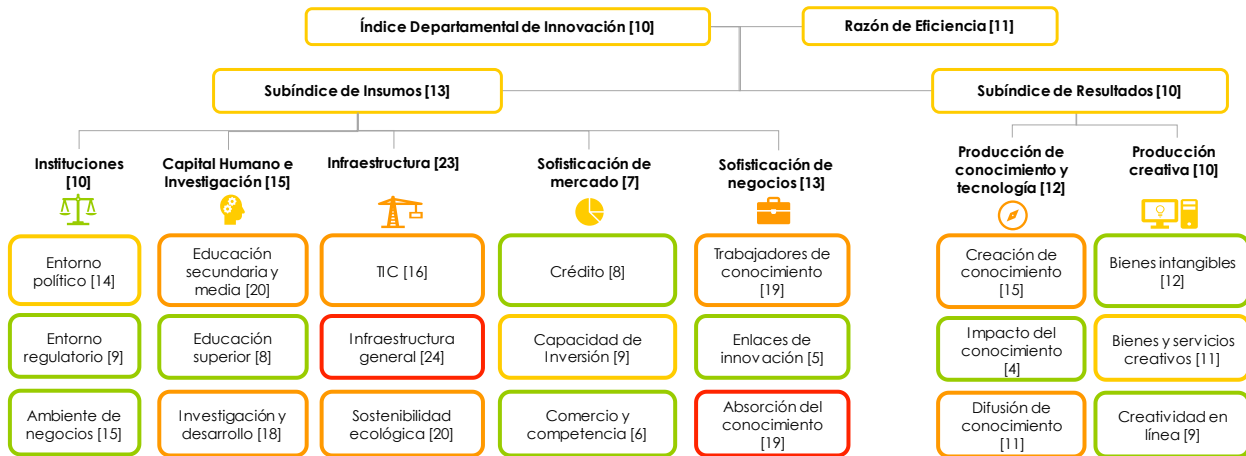 Índice Departamental de Innovación [10]
Razón de Eficiencia [11]
Subíndice de Insumos [13]
Subíndice de Resultados [10]
Instituciones
[10]
Capital Humano e
Investigación [15]
Infraestructura [23]
Sofisticación de
mercado [7]
Sofisticación de
negocios [13]
Producción de
conocimiento y
tecnología [12]
Producción
creativa [10]
Entorno
político [14]
Educación
secundaria y
media [20]
TIC [16]
Crédito [8]
Trabajadores de
conocimiento
[19]
Creación de
conocimiento
[15]
Bienes intangibles
[12]
Entorno
regulatorio [9]
Educación
superior [8]
Infraestructura
general [24]
Capacidad de
Inversión [9]
Enlaces de
innovación [5]
Impacto del
conocimiento
[4]
Bienes y servicios
creativos [11]
Ambiente de
negocios [15]
Investigación y
desarrollo [18]
Sostenibilidad
ecológica [20]
Comercio y
competencia [6]
Absorción del
conocimiento
[19]
Difusión de
conocimiento
[11]
Creatividad en
línea [9]